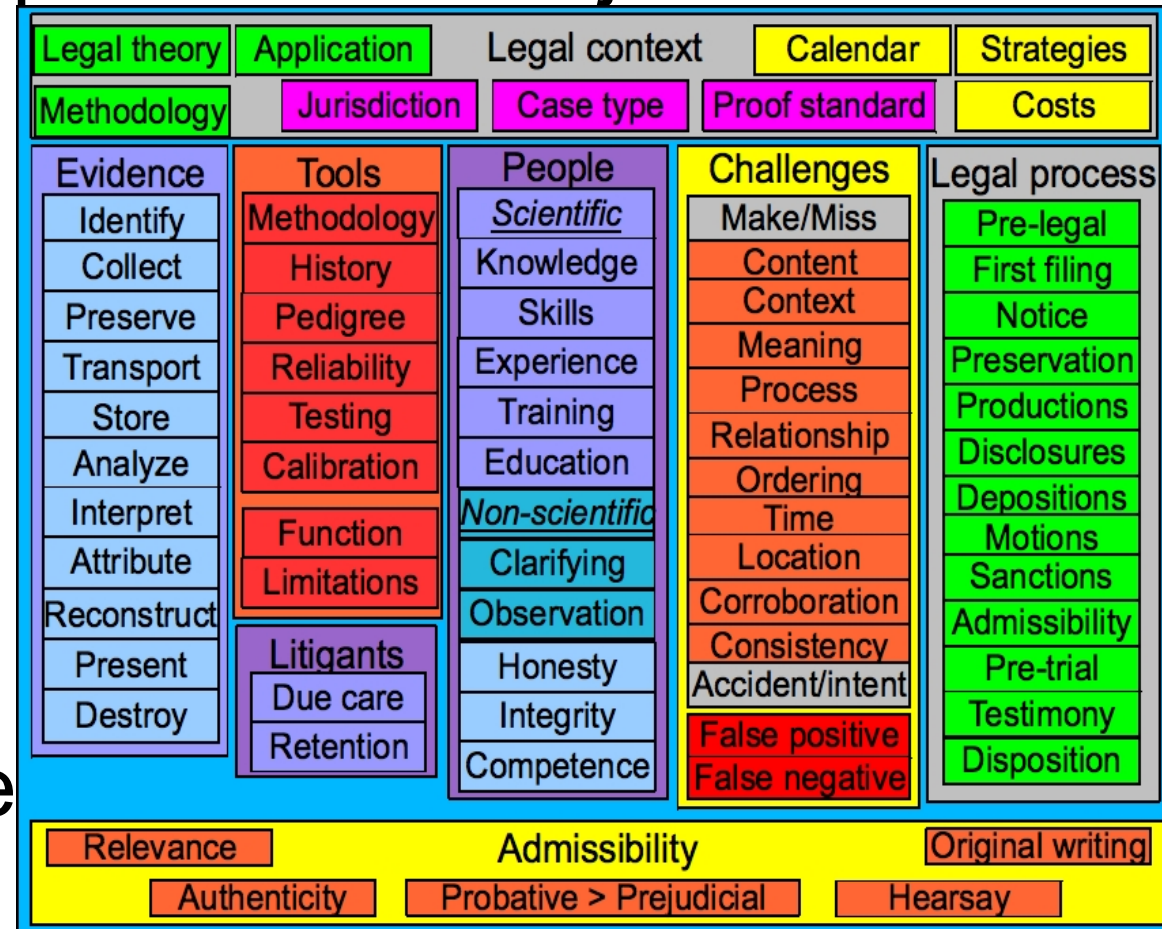 Legal theory Application Legal context Calendar Strategies
Methodology Jurisdiction Case type Proof standard Costs
Evidence
Identify
Collect
Preserve
Transport
Store
Analyze
Interpret
Attribute
Reconstruct
Present
Destroy
Tools
Methodology
History
Pedigree
Reliability
Testing
Calibration
Function
Limitations
Litigants
Due care
Retention
People
Scientific
Knowledge
Skills
Experience
Training
Education
Non-scientific
Clarifying
Observation
Honesty
Integrity
Competence
Challenges
Make/Miss
Content
Context
Meaning
Process
Relationship
Ordering
Time
Location
Corroboration
Consistency
Accident/intent
False positive
False negative
Legal process
Pre-legal
First filing
Notice
Preservation
Productions
Disclosures
Depositions
Motions
Sanctions
Admissibility
Pre-trial
Testimony
Disposition
Relevance Admissibility Original writing
Authenticity Probative > Prejudicial Hearsay